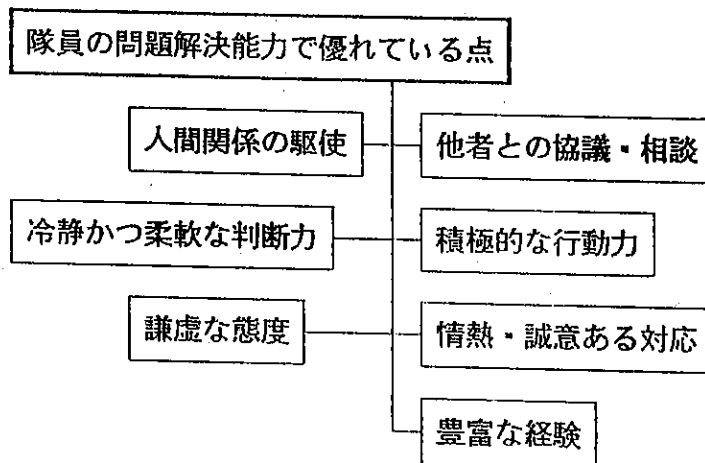 隊員の問題解決能力で優れている点
人間関係の駆使
他者との協議・相談
冷静かつ柔軟な判断力
積極的な行動力
謙虚な態度
情熱・誠意ある対応
豊富な経験